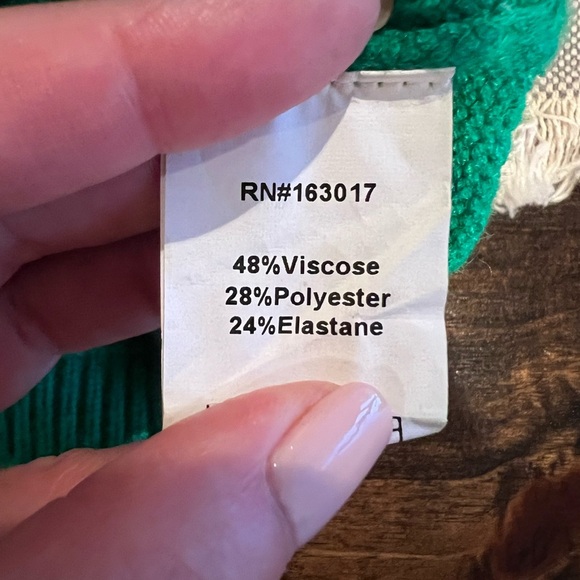 RN#163017
48%Viscose
28%Polyester
24%Elastane